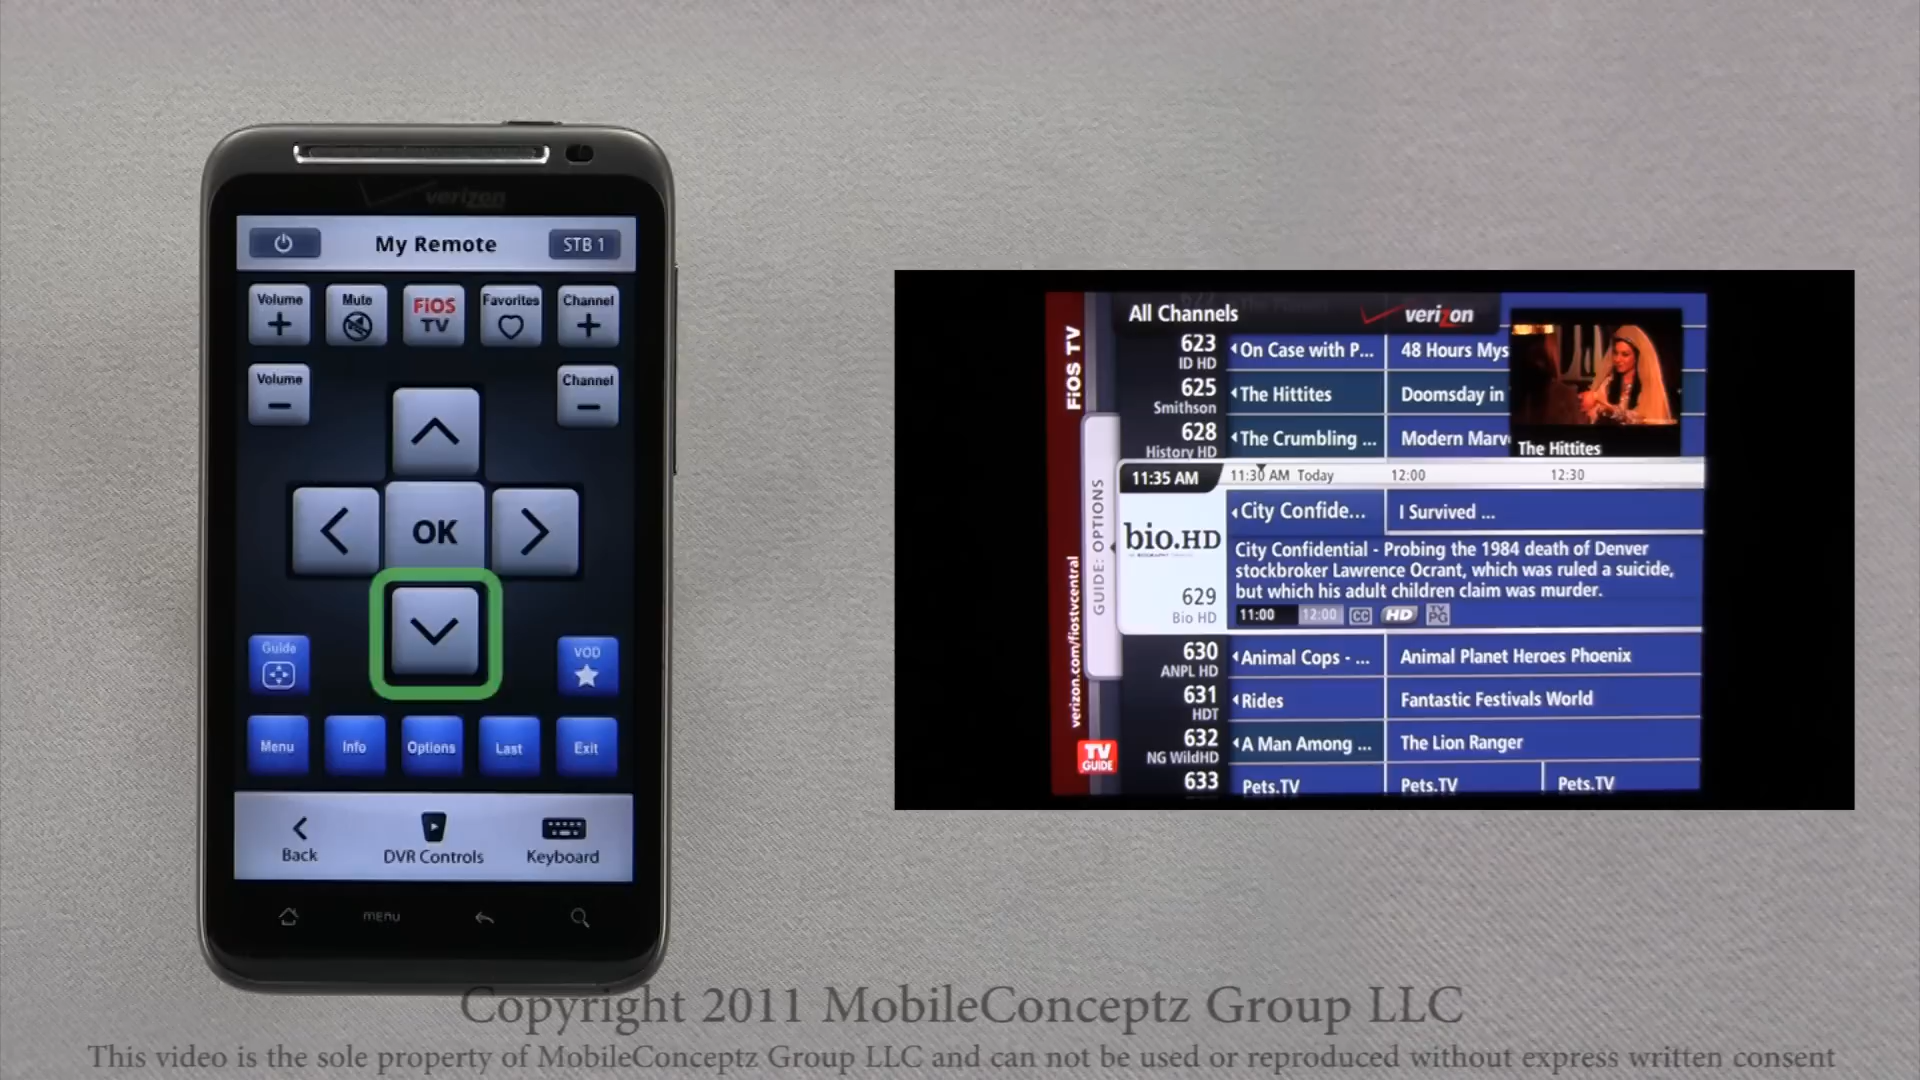 verizon
My Remote
STB 1
Volume
Mute
FiOS
TV
Favorites
Channel
Volume
Channel
OK
Guide
VOD
Menu
Info
Options
Last
Exit
Back
DVR Controls
Keyboard
menu
FiOS TV
verizon.com/fiostvcentral
TV
GUIDE
GUIDE: OPTIONS
All Channels
verizon
623
ID HD
On Case with P...
48 Hours Mys
625
Smithson
The Hittites
Doomsday in
628
History HD
The Crumbling ...
Modern Marv
The Hittites
11:35 AM
11:30 AM Today
12:00
12:30
bio.HD
629
Bio HD
City Confide...
I Survived ...
City Confidential - Probing the 1984 death of Denver
stockbroker Lawrence Ocrant, which was ruled a suicide,
but which his adult children claim was murder.
11:00
12:00
CC
HD
TV
PG
630
ANPL HD
Animal Cops - ...
Animal Planet Heroes Phoenix
631
HDT
Rides
Fantastic Festivals World
632
NG WildHD
A Man Among ...
The Lion Ranger
633
Pets.TV
Pets.TV
Pets.TV
Copyright 2011 MobileConceptz Group LLC
This video is the sole property of MobileConceptz Group LLC and can not be used or reproduced without express written consent